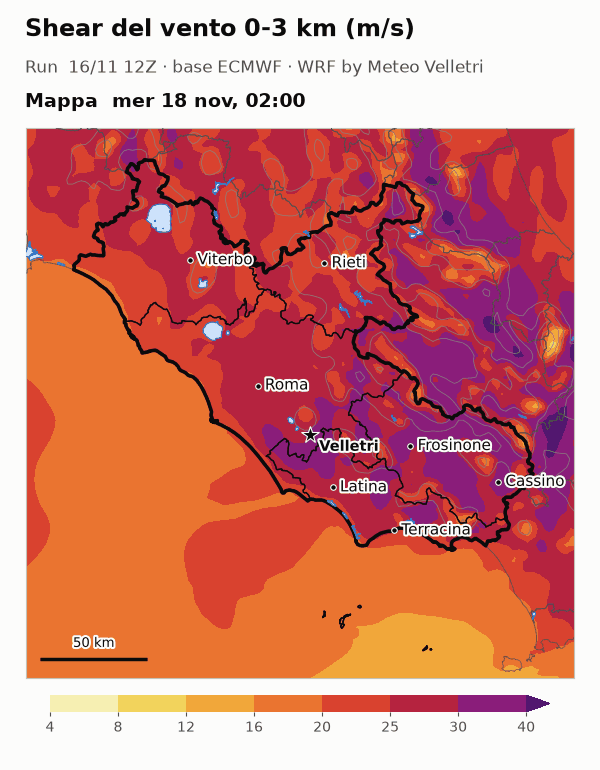 Shear del vento 0-3 km (m/s)
Run  16/11 12Z · base ECMWF · WRF by Meteo Velletri
Mappa  mer 18 nov, 02:00
Viterbo
Rieti
Roma
Velletri
Frosinone
Latina
Cassino
Terracina
50 km
4 8 12 16 20 25 30 40